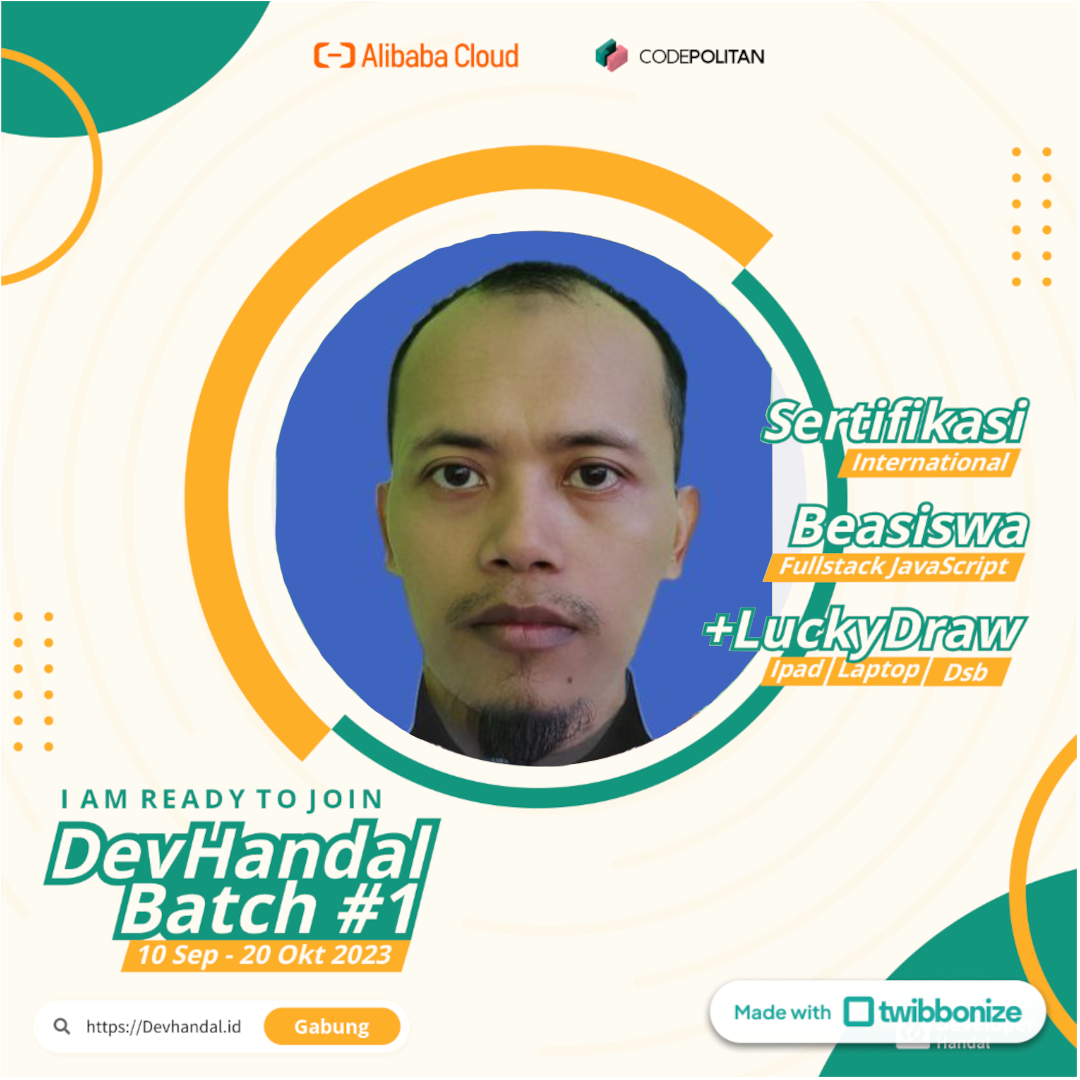 Alibaba Cloud
CODEPOLITAN
Sertifikasi
International
Beasiswa
Fullstack JavaScript
+LuckyDraw
Ipad Laptop Dsb
I AM READY TO JOIN
DevHandal
Batch #1
10 Sep - 20 Okt 2023
https://Devhandal.id
Gabung
Made with twibbonize
Handal